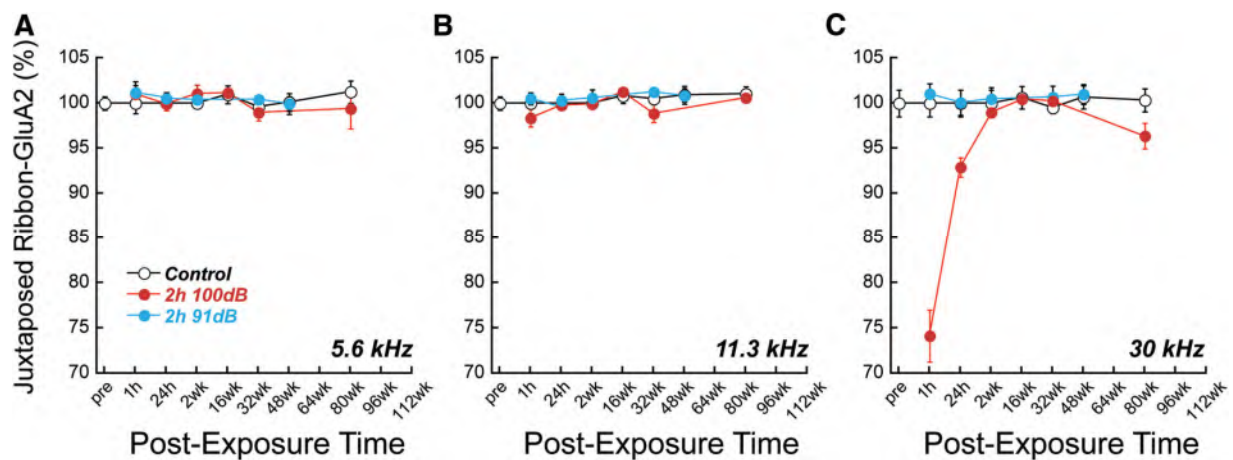 A
B
C
Juxtaposed Ribbon-GluA2 (%)
105
100
95
90
85
80
75
70
Control
2h 100dB
2h 91dB
5.6 kHz
pre 1h 24h 2wk 16wk 32wk 48wk 64wk 80wk 96wk 112wk
Post-Exposure Time
105
100
95
90
85
80
75
70
11.3 kHz
pre 1h 24h 2wk 16wk 32wk 48wk 64wk 80wk 96wk 112wk
Post-Exposure Time
105
100
95
90
85
80
75
70
30 kHz
pre 1h 24h 2wk 16wk 32wk 48wk 64wk 80wk 96wk 112wk
Post-Exposure Time